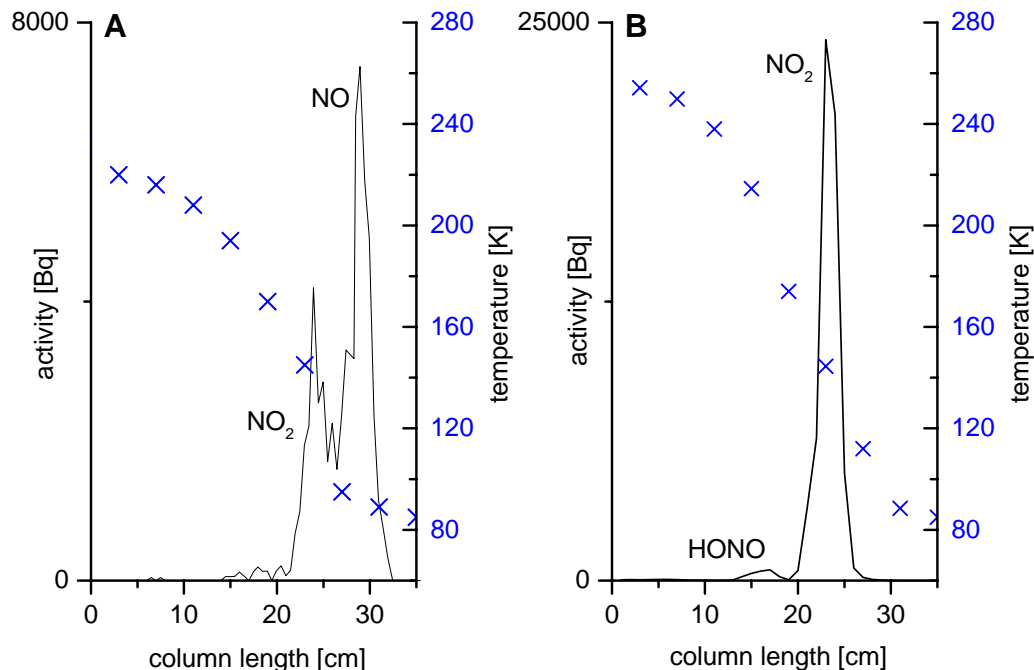 A
8000
0
activity [Bq]
NO
NO₂
280
240
200
160
120
80
temperature [K]
0
10
20
30
column length [cm]
B
25000
0
activity [Bq]
NO₂
HONO
280
240
200
160
120
80
temperature [K]
0
10
20
30
column length [cm]